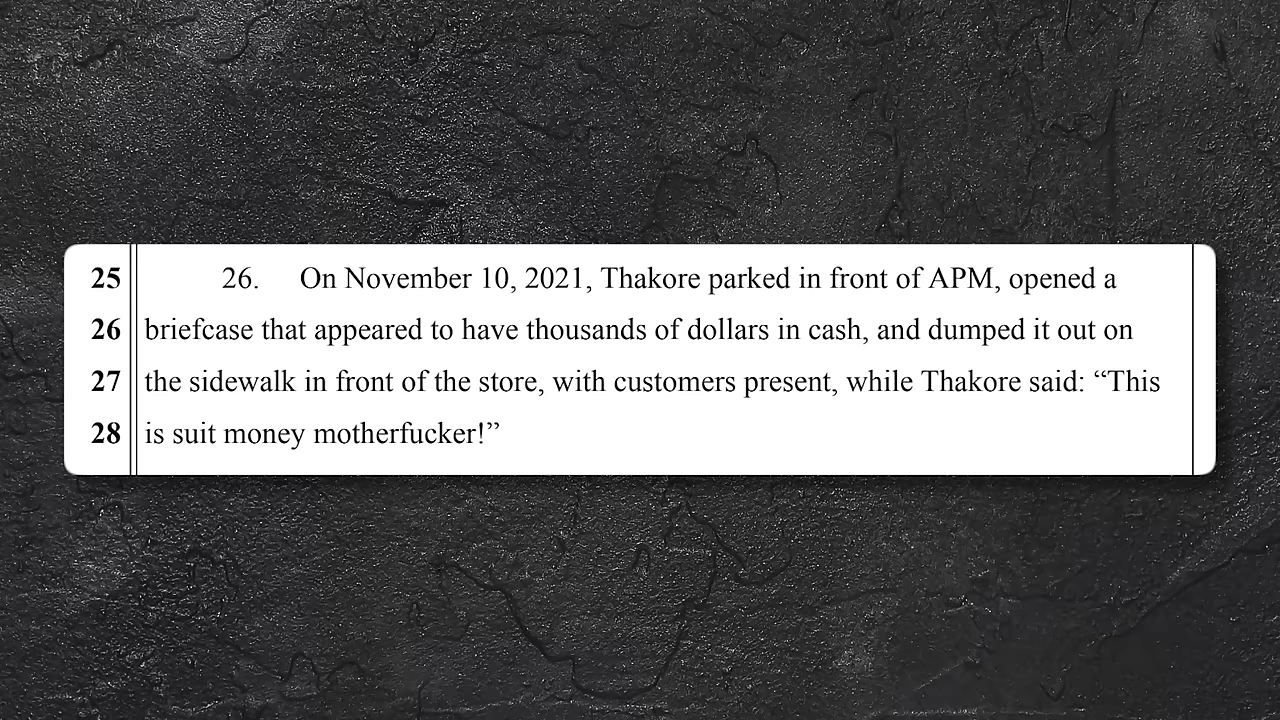 25 26. On November 10, 2021, Thakore parked in front of APM, opened a
26 briefcase that appeared to have thousands of dollars in cash, and dumped it out on
27 the sidewalk in front of the store, with customers present, while Thakore said: “This
28 is suit money motherfucker!”